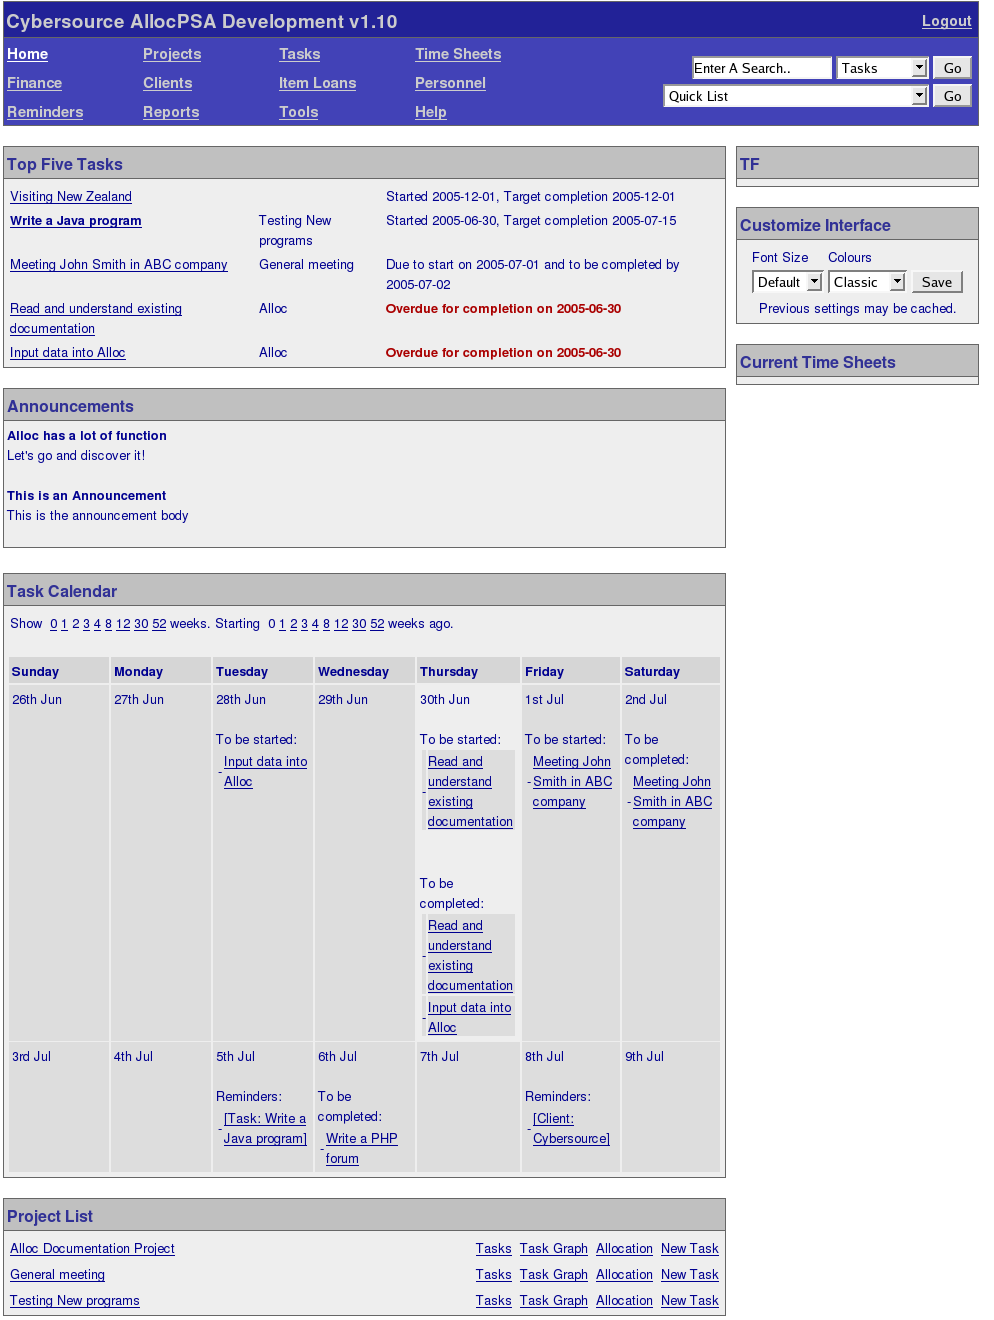 Cybersource AllocPSA Development v1.10 Logout
Home Projects Tasks Time Sheets
Enter A Search.. Tasks Go
Finance Clients Item Loans Personnel
Quick List Go
Reminders Reports Tools Help
Top Five Tasks
Visiting New Zealand Started 2005-12-01, Target completion 2005-12-01
Write a Java program Testing New Started 2005-06-30, Target completion 2005-07-15
programs
Meeting John Smith in ABC company General meeting Due to start on 2005-07-01 and to be completed by
2005-07-02
Read and understand existing Alloc Overdue for completion on 2005-06-30
documentation
Input data into Alloc Alloc Overdue for completion on 2005-06-30
TF
Customize Interface
Font Size Colours
Default Classic Save
Previous settings may be cached.
Current Time Sheets
Announcements
Alloc has a lot of function
Let's go and discover it!
This is an Announcement
This is the announcement body
Task Calendar
Show 0 1 2 3 4 8 12 30 52 weeks. Starting 0 1 2 3 4 8 12 30 52 weeks ago.
Sunday Monday Tuesday Wednesday Thursday Friday Saturday
26th Jun
27th Jun
28th Jun
To be started:
- Input data into
Alloc
29th Jun
30th Jun
To be started:
- Read and
understand
existing
documentation
To be
completed:
- Read and
understand
existing
documentation
- Input data into
Alloc
1st Jul
To be started:
Meeting John
- Smith in ABC
company
2nd Jul
To be
completed:
Meeting John
- Smith in ABC
company
3rd Jul
4th Jul
5th Jul
Reminders:
- [Task: Write a
Java program]
6th Jul
To be
completed:
- Write a PHP
forum
7th Jul
8th Jul
Reminders:
- [Client:
Cybersource]
9th Jul
Project List
Alloc Documentation Project Tasks Task Graph Allocation New Task
General meeting Tasks Task Graph Allocation New Task
Testing New programs Tasks Task Graph Allocation New Task